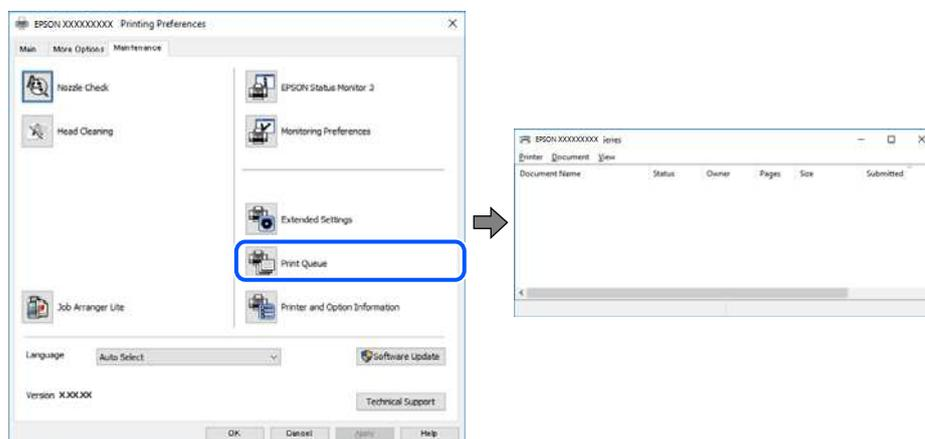 EPSON XXXXXXXXX Printing Preferences
Main More Options Maintenance
Nozzle Check
EPSON Status Monitor 3
Head Cleaning
Monitoring Preferences
Extended Settings
Print Queue
Job Arranger Lite
Printer and Option Information
Language
Auto Select
Software Update
Version X.XX.XX
Technical Support
OK Cancel Apply Help
EPSON XXXXXXXXX
Printer Document View
Document Name Status Owner Pages Size Submitted